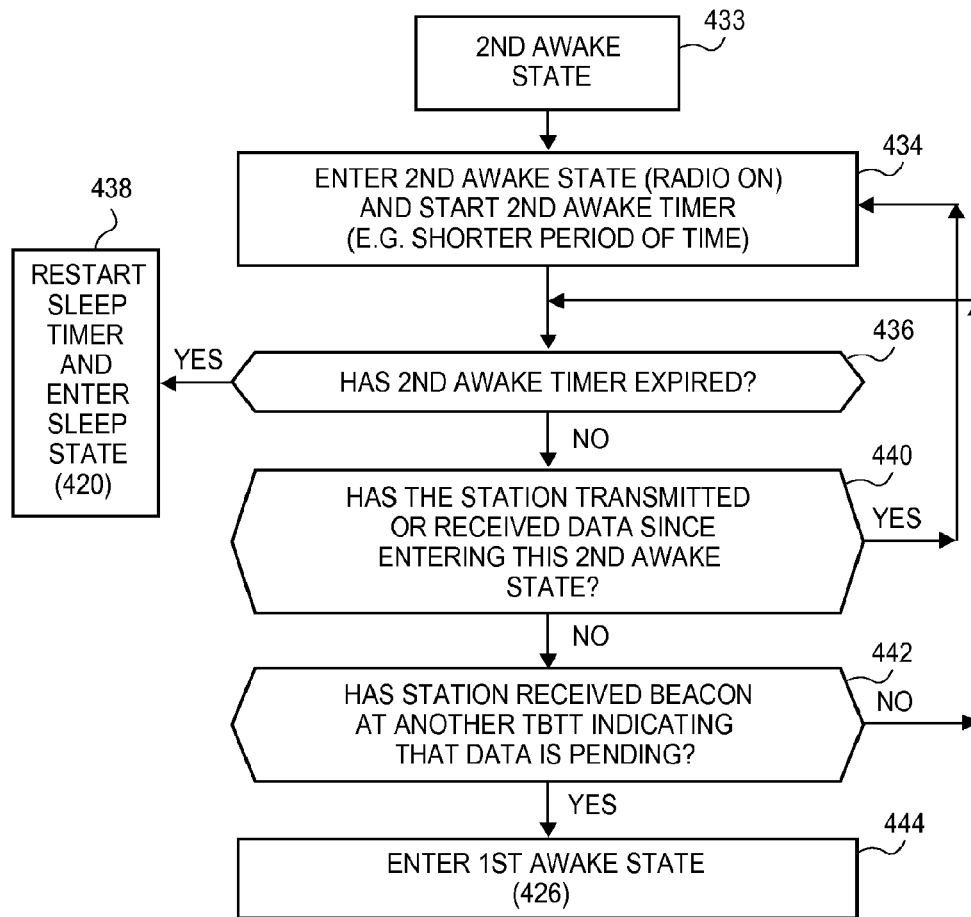 433
2ND AWAKE
STATE
434
ENTER 2ND AWAKE STATE (RADIO ON)
AND START 2ND AWAKE TIMER
(E.G. SHORTER PERIOD OF TIME)
438
RESTART
SLEEP
TIMER
AND
ENTER
SLEEP
STATE
(420)
YES
436
HAS 2ND AWAKE TIMER EXPIRED?
NO
440
HAS THE STATION TRANSMITTED
OR RECEIVED DATA SINCE
ENTERING THIS 2ND AWAKE
STATE?
YES
NO
442
HAS STATION RECEIVED BEACON
AT ANOTHER TBTT INDICATING
THAT DATA IS PENDING?
NO
YES
444
ENTER 1ST AWAKE STATE
(426)